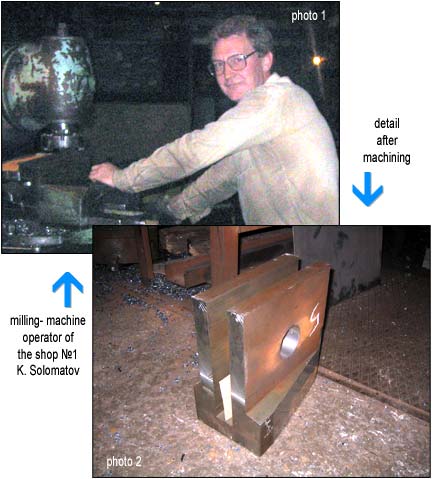 photo 1
detail
after
machining
milling- machine
operator of
the shop №1
K. Solomatov
photo 2